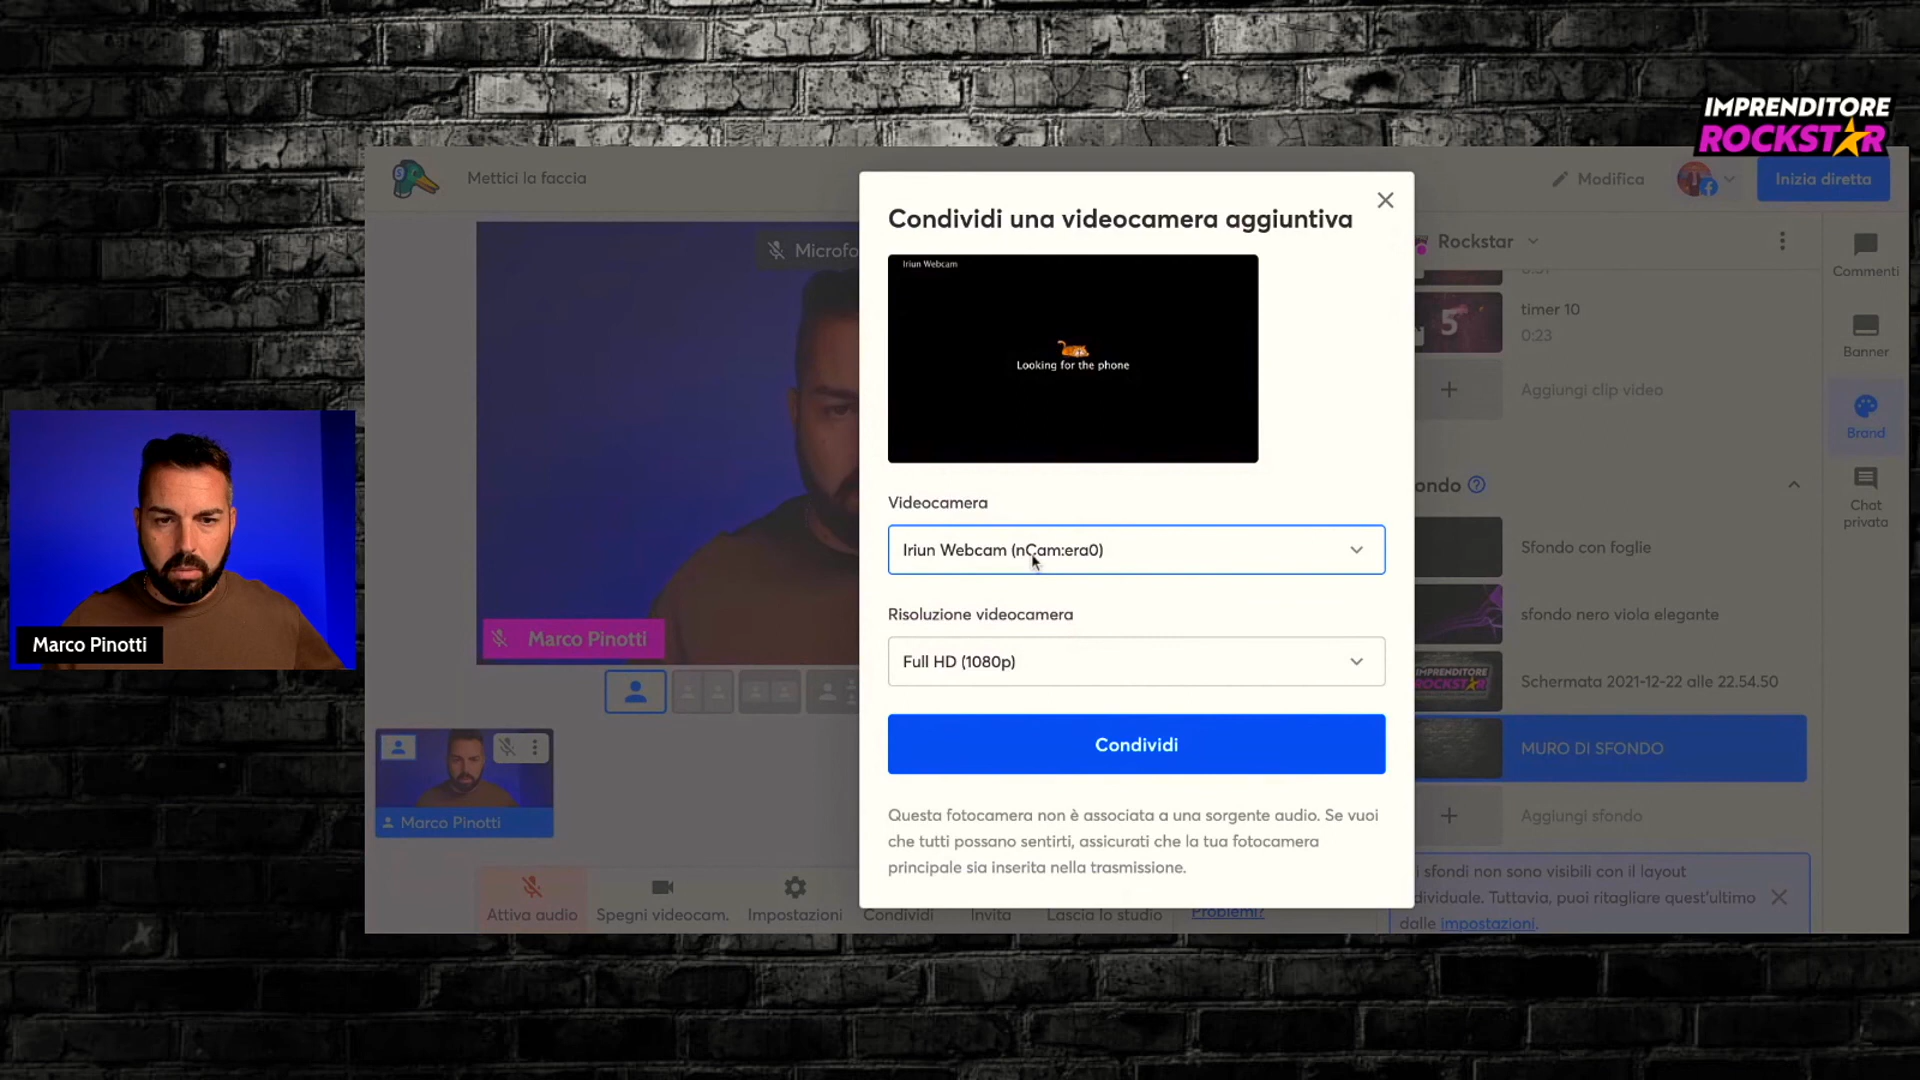 IMPRENDITORE
ROCKSTAR
Mettici la faccia
Modifica
Inizia diretta
Condividi una videocamera aggiuntiva
Microfo
Rockstar
Commenti
Iriun Webcam
Looking for the phone
timer 10
0:23
5
Banner
Aggiungi clip video
Brand
Videocamera
Iriun Webcam (nCam:era0)
ondo
Chat
privata
Sfondo con foglie
Risoluzione videocamera
Full HD (1080p)
sfondo nero viola elegante
Marco Pinotti
Marco Pinotti
IMPRENDITORE
ROCKSTAR
Schermata 2021-12-22 alle 22.54.50
Condividi
MURO DI SFONDO
Marco Pinotti
Questa fotocamera non è associata a una sorgente audio. Se vuoi
che tutti possano sentirti, assicurati che la tua fotocamera
principale sia inserita nella trasmissione.
Aggiungi sfondo
i sfondi non sono visibili con il layout
dividuale. Tuttavia, puoi ritagliare quest'ultimo
dalle impostazioni.
Attiva audio
Spegni videocam.
Impostazioni
Condividi
Invita
Lascia lo studio
Problemi?